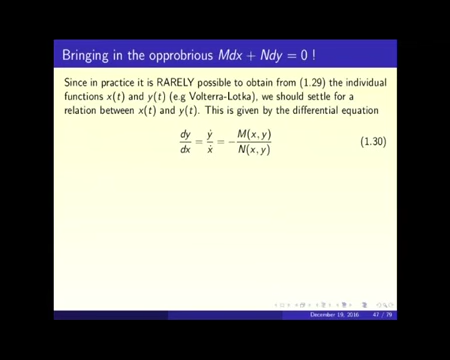 Bringing in the opprobrious Mdx + Ndy = 0 !
Since in practice it is RARELY possible to obtain from (1.29) the individual
functions x(t) and y(t) (e.g Volterra-Lotka), we should settle for a
relation between x(t) and y(t). This is given by the differential equation
dy/dx = ẏ/ẋ = − M(x, y)/N(x, y) (1.30)
December 19, 2016 47 / 79